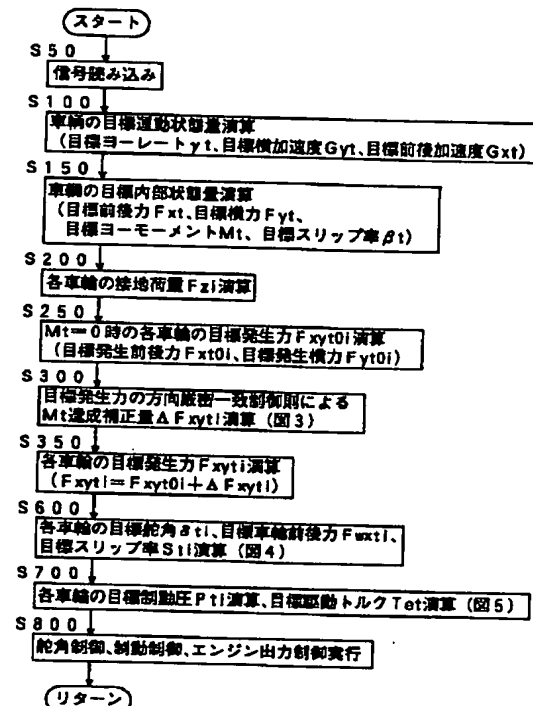 スタート
S50
信号読み込み
S100
車輌の目標運動状態量演算
(目標ヨーレートγt、目標横加速度Gyt、目標前後加速度Gxt)
S150
車輌の目標内部状態量演算
(目標前後力Fxt、目標横力Fyt、
目標ヨーモーメントMt、目標スリップ率βt)
S200
各車輪の接地荷重Fzi演算
S250
Mt=0時の各車輪の目標発生力Fxyt0i演算
(目標発生前後力Fxt0i、目標発生横力Fyt0i)
S300
目標発生力の方向厳密一致制御則による
Mt達成補正量ΔFxyti演算(図3)
S350
各車輪の目標発生力Fxyti演算
(Fxyti=Fxyt0i+ΔFxyti)
S600
各車輪の目標舵角δti、目標車輪前後力Fwxti、
目標スリップ率Sti演算(図4)
S700
各車輪の目標制動圧Pti演算、目標駆動トルクTet演算(図5)
S800
舵角制御、制動制御、エンジン出力制御実行
リターン